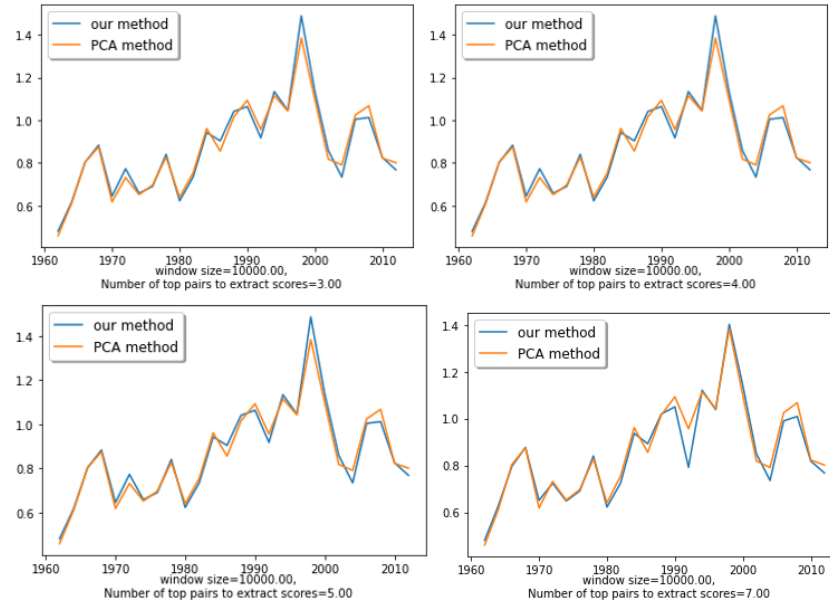 our method
PCA method
1.4
1.2
1.0
0.8
0.6
1960 1970 1980 1990 2000 2010
window size=10000.00,
Number of top pairs to extract scores=3.00
our method
PCA method
1.4
1.2
1.0
0.8
0.6
1960 1970 1980 1990 2000 2010
window size=10000.00,
Number of top pairs to extract scores=4.00
our method
PCA method
1.4
1.2
1.0
0.8
0.6
1960 1970 1980 1990 2000 2010
window size=10000.00,
Number of top pairs to extract scores=5.00
our method
PCA method
1.4
1.2
1.0
0.8
0.6
1960 1970 1980 1990 2000 2010
window size=10000.00,
Number of top pairs to extract scores=7.00